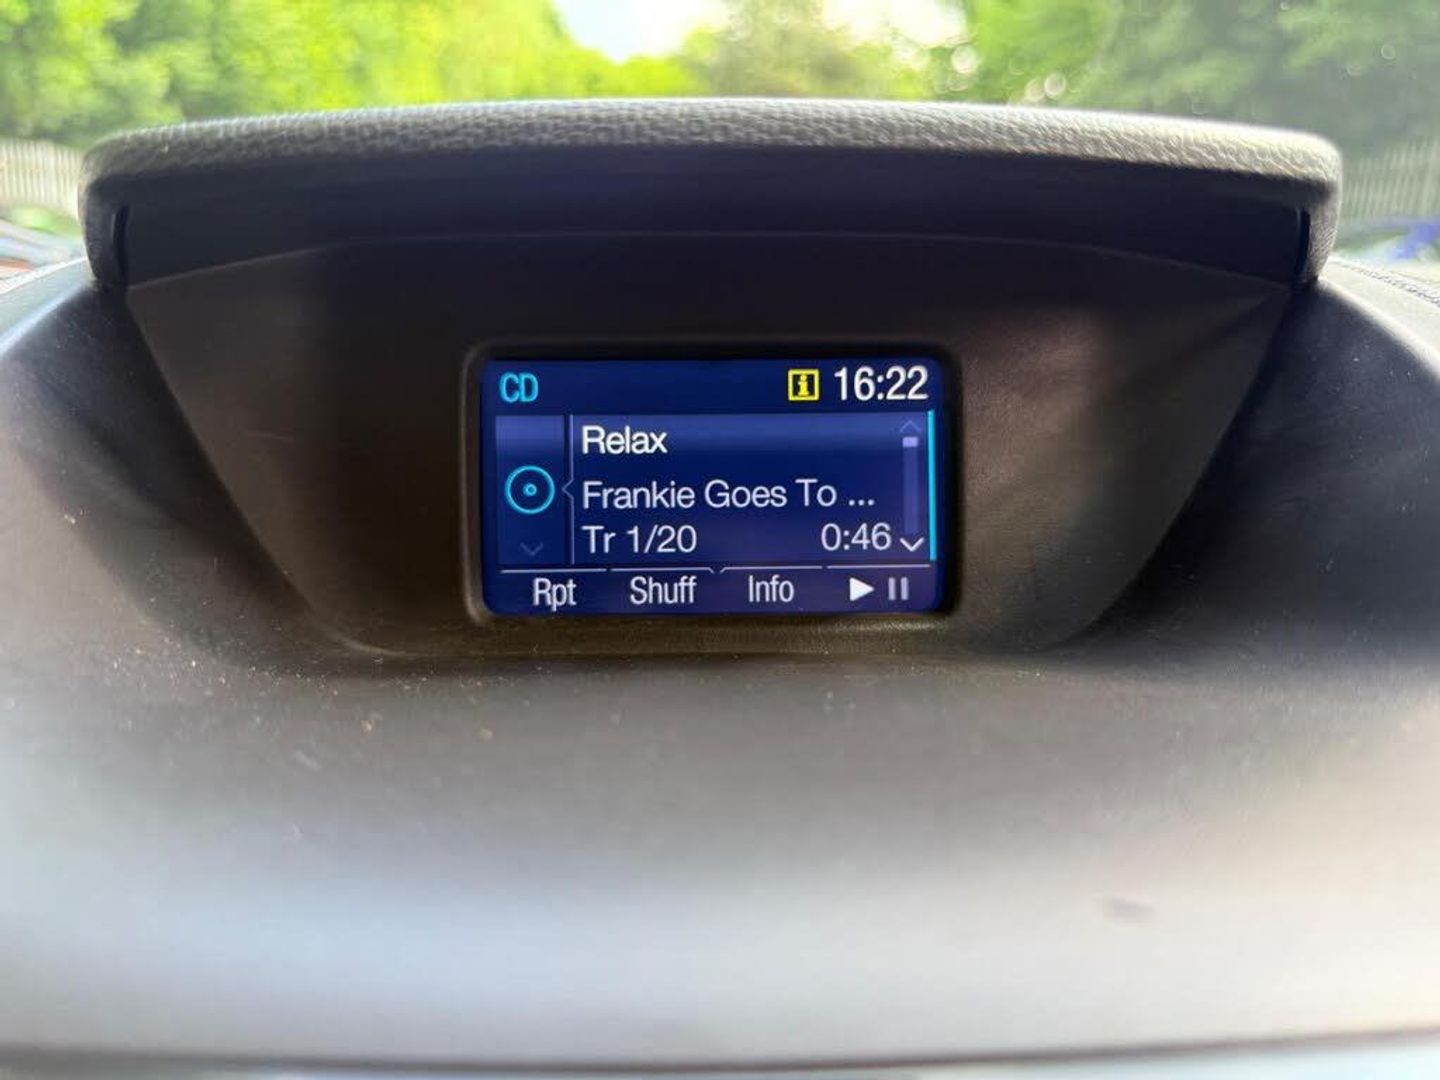 CD 16:22
Relax
Frankie Goes To ...
Tr 1/20 0:46
Rpt Shuff Info